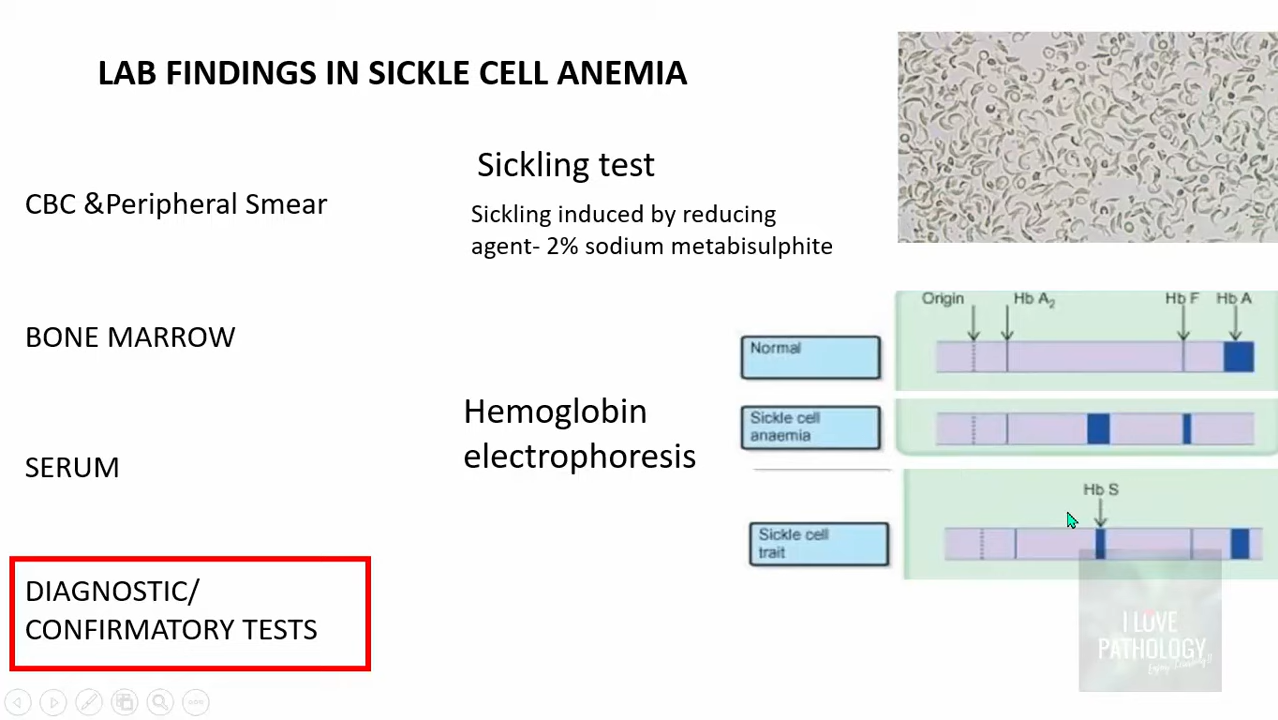 LAB FINDINGS IN SICKLE CELL ANEMIA
CBC &Peripheral Smear
BONE MARROW
SERUM
DIAGNOSTIC/
CONFIRMATORY TESTS
Sickling test
Sickling induced by reducing
agent- 2% sodium metabisulphite
Hemoglobin
electrophoresis
Origin Hb A₂ Hb F Hb A
Normal
Sickle cell
anaemia
Hb S
Sickle cell
trait
I LOVE
PATHOLOGY